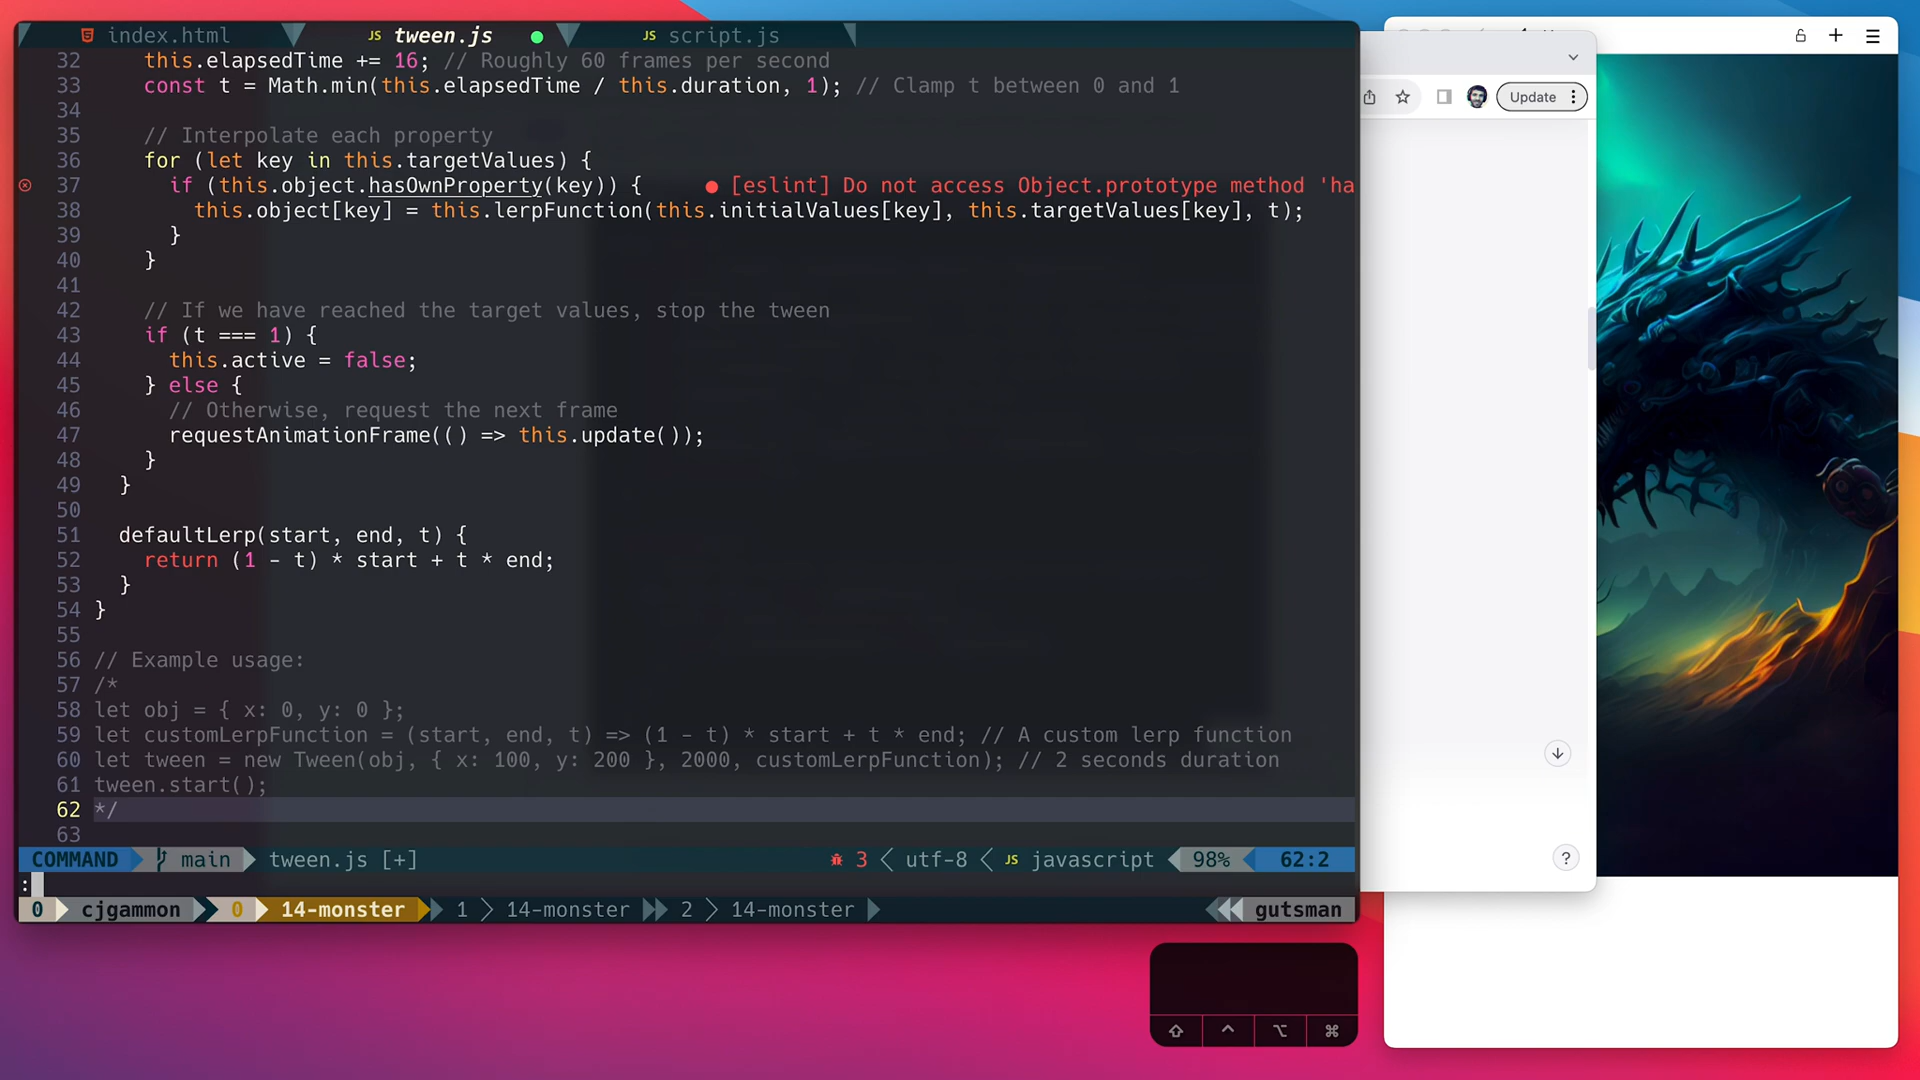 index.html JS tween.js JS script.js
32 this.elapsedTime += 16; // Roughly 60 frames per second
33 const t = Math.min(this.elapsedTime / this.duration, 1); // Clamp t between 0 and 1
34
35 // Interpolate each property
36 for (let key in this.targetValues) {
37 if (this.object.hasOwnProperty(key)) { ● [eslint] Do not access Object.prototype method 'ha
38 this.object[key] = this.lerpFunction(this.initialValues[key], this.targetValues[key], t);
39 }
40 }
41
42 // If we have reached the target values, stop the tween
43 if (t === 1) {
44 this.active = false;
45 } else {
46 // Otherwise, request the next frame
47 requestAnimationFrame(() => this.update());
48 }
49 }
50
51 defaultLerp(start, end, t) {
52 return (1 - t) * start + t * end;
53 }
54 }
55
56 // Example usage:
57 /*
58 let obj = { x: 0, y: 0 };
59 let customLerpFunction = (start, end, t) => (1 - t) * start + t * end; // A custom lerp function
60 let tween = new Tween(obj, { x: 100, y: 200 }, 2000, customLerpFunction); // 2 seconds duration
61 tween.start();
62 */
63
COMMAND main tween.js [+] 3 utf-8 JS javascript 98% 62:2
:
0 cjgammon 0 14-monster 1 14-monster 2 14-monster gutsman
Update
?